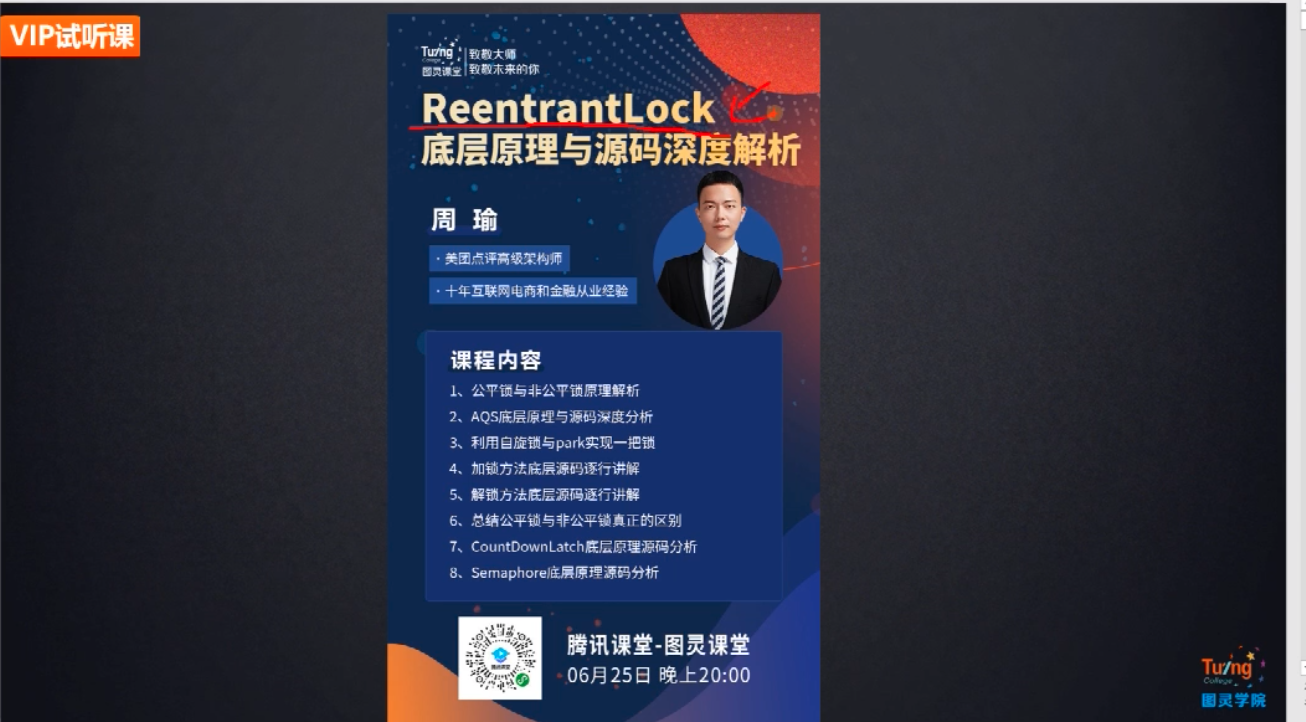 VIP试听课
Tuling
College
图灵课堂
致敬大师
致敬未来的你
ReentrantLock
底层原理与源码深度解析
周 瑜
· 美团点评高级架构师
· 十年互联网电商和金融从业经验
课程内容
1、公平锁与非公平锁原理解析
2、AQS底层原理与源码深度分析
3、利用自旋锁与park实现一把锁
4、加锁方法底层源码逐行讲解
5、解锁方法底层源码逐行讲解
6、总结公平锁与非公平锁真正的区别
7、CountDownLatch底层原理源码分析
8、Semaphore底层原理源码分析
腾讯课堂
腾讯课堂-图灵课堂
06月25日 晚上20:00
Tuling
College
图灵学院